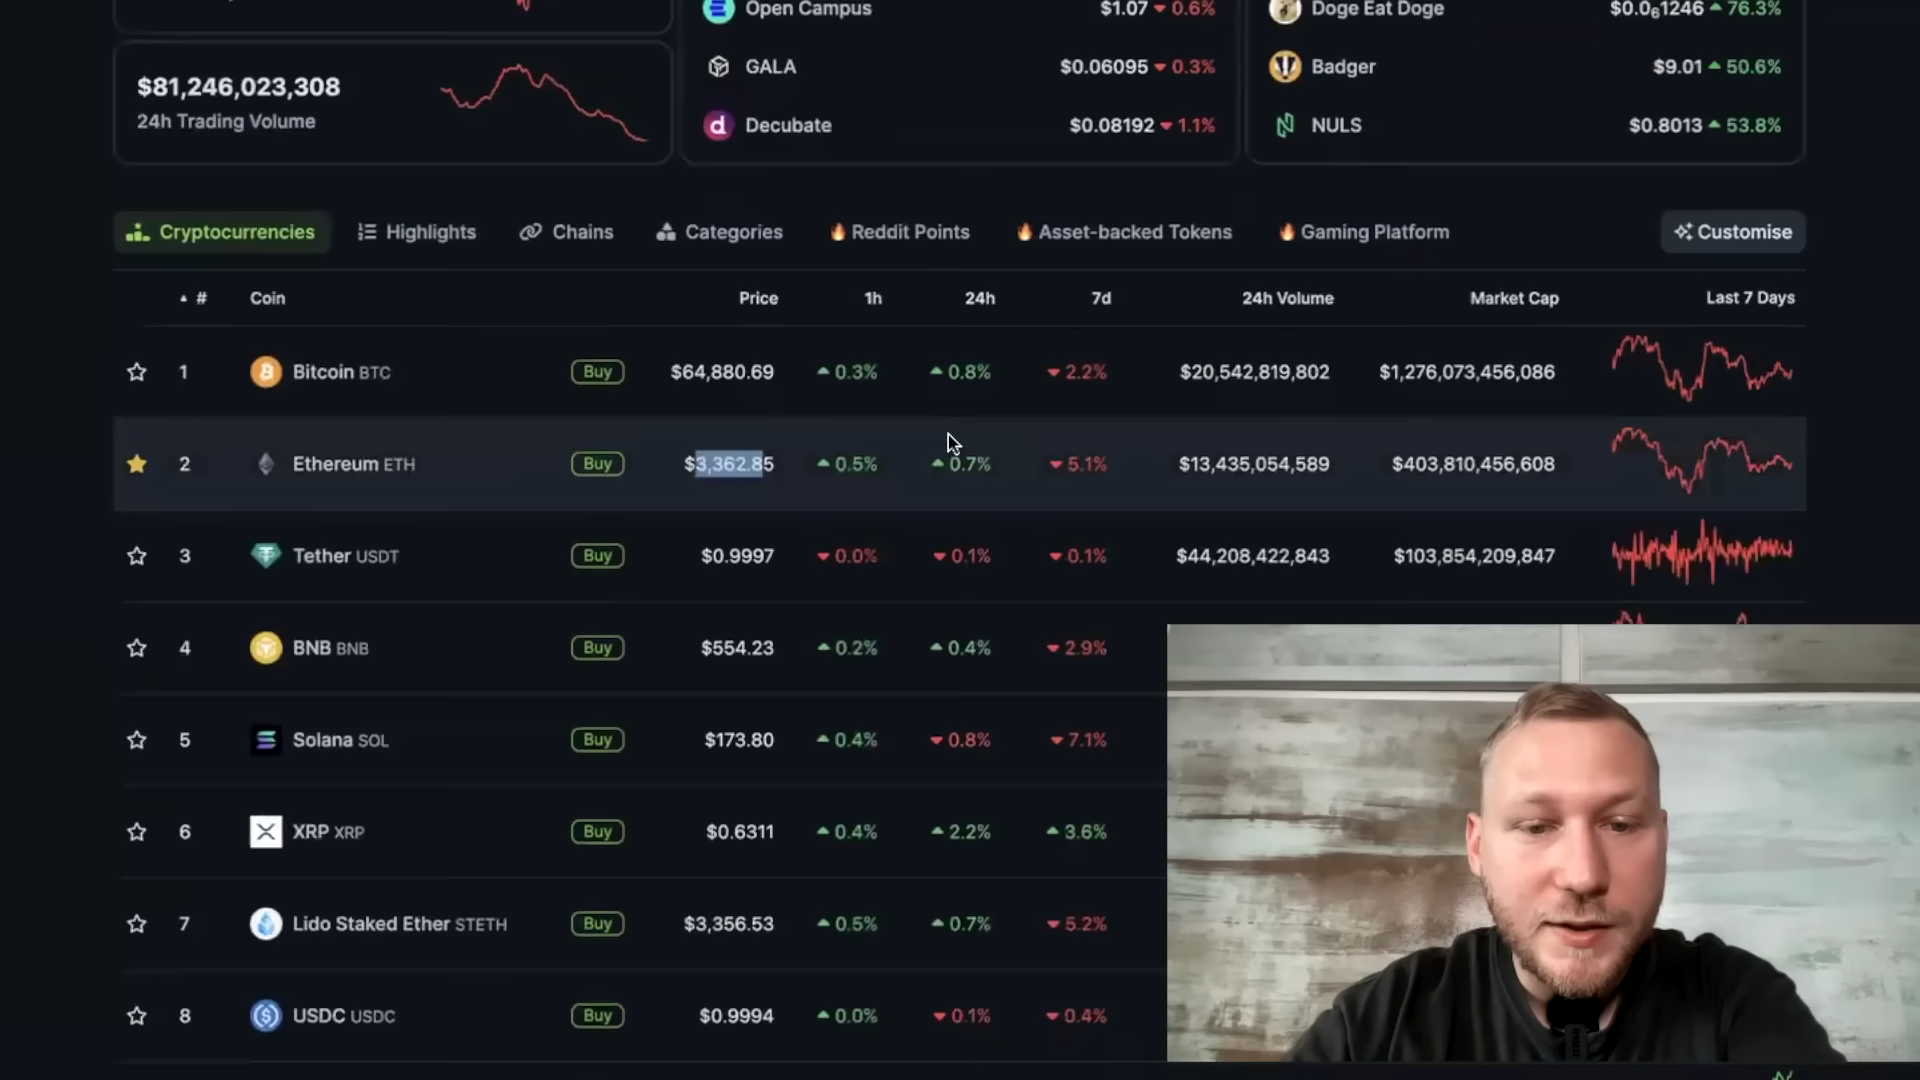 Open Campus $1.07 0.6%
Doge Eat Doge $0.0₆1246 76.3%
$81,246,023,308
24h Trading Volume
GALA $0.06095 0.3%
Badger $9.01 50.6%
Decubate $0.08192 1.1%
NULS $0.8013 53.8%
Cryptocurrencies Highlights Chains Categories Reddit Points Asset-backed Tokens Gaming Platform Customise
# Coin Price 1h 24h 7d 24h Volume Market Cap Last 7 Days
1 Bitcoin BTC Buy $64,880.69 0.3% 0.8% 2.2% $20,542,819,802 $1,276,073,456,086
2 Ethereum ETH Buy $3,362.85 0.5% 0.7% 5.1% $13,435,054,589 $403,810,456,608
3 Tether USDT Buy $0.9997 0.0% 0.1% 0.1% $44,208,422,843 $103,854,209,847
4 BNB BNB Buy $554.23 0.2% 0.4% 2.9%
5 Solana SOL Buy $173.80 0.4% 0.8% 7.1%
6 XRP XRP Buy $0.6311 0.4% 2.2% 3.6%
7 Lido Staked Ether STETH Buy $3,356.53 0.5% 0.7% 5.2%
8 USDC USDC Buy $0.9994 0.0% 0.1% 0.4%